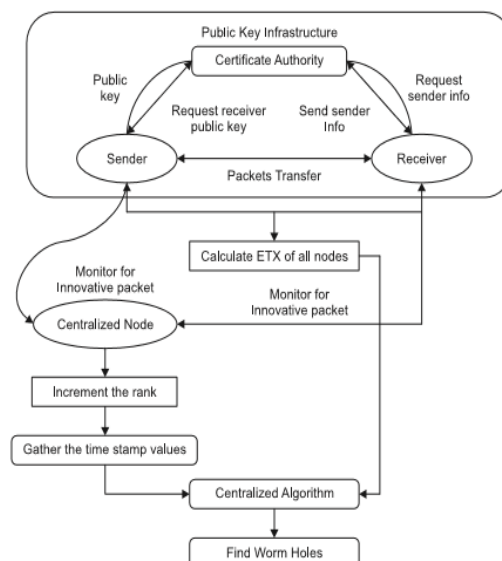 Public Key Infrastructure
Certificate Authority
Public
key
Request
sender info
Request receiver
public key
Send sender
Info
Sender
Receiver
Packets Transfer
Calculate ETX of all nodes
Monitor for
Innovative packet
Monitor for
Innovative packet
Centralized Node
Increment the rank
Gather the time stamp values
Centralized Algorithm
Find Worm Holes